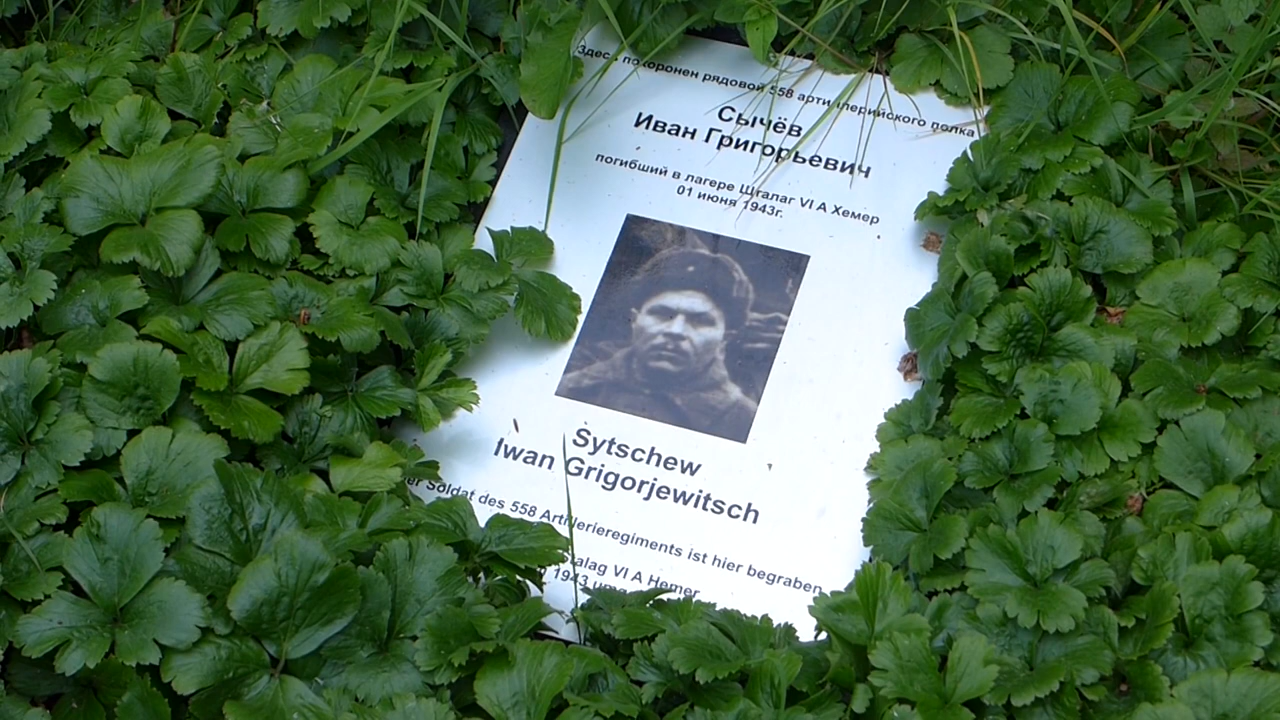 Здесь похоронен рядовой 558 артиллерийского полка
Сычёв
Иван Григорьевич
погибший в лагере Шталаг VI A Хемер
01 июня 1943г.
Sytschew
Iwan Grigorjewitsch
Soldat des 558 Artillerieregiments ist hier begraben
VI A Hemer
1943